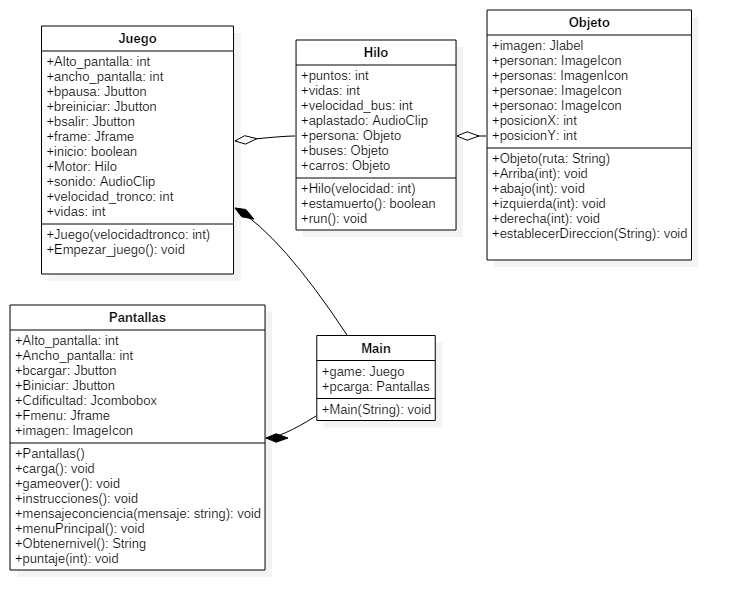 Juego
+Alto_pantalla: int
+ancho_pantalla: int
+bpausa: Jbutton
+breiniciar: Jbutton
+bsalir: Jbutton
+frame: Jframe
+inicio: boolean
+Motor: Hilo
+sonido: AudioClip
+velocidad_tronco: int
+vidas: int
+Juego(velocidadtronco: int)
+Empezar_juego(): void
Hilo
+puntos: int
+vidas: int
+velocidad_bus: int
+aplastado: AudioClip
+persona: Objeto
+buses: Objeto
+carros: Objeto
+Hilo(velocidad: int)
+estamuerto(): boolean
+run(): void
Objeto
+imagen: Jlabel
+personan: ImageIcon
+personas: ImagenIcon
+personae: ImageIcon
+personao: ImageIcon
+posicionX: int
+posicionY: int
+Objeto(ruta: String)
+Arriba(int): void
+abajo(int): void
+izquierda(int): void
+derecha(int): void
+establecerDireccion(String): void
Pantallas
+Alto_pantalla: int
+Ancho_pantalla: int
+bcargar: Jbutton
+Biniciar: Jbutton
+Cdificultad: Jcombobox
+Fmenu: Jframe
+imagen: ImageIcon
+Pantallas()
+carga(): void
+gameover(): void
+instrucciones(): void
+mensajeconciencia(mensaje: string): void
+menuPrincipal(): void
+Obtenernivel(): String
+puntaje(int): void
Main
+game: Juego
+pcarga: Pantallas
+Main(String): void